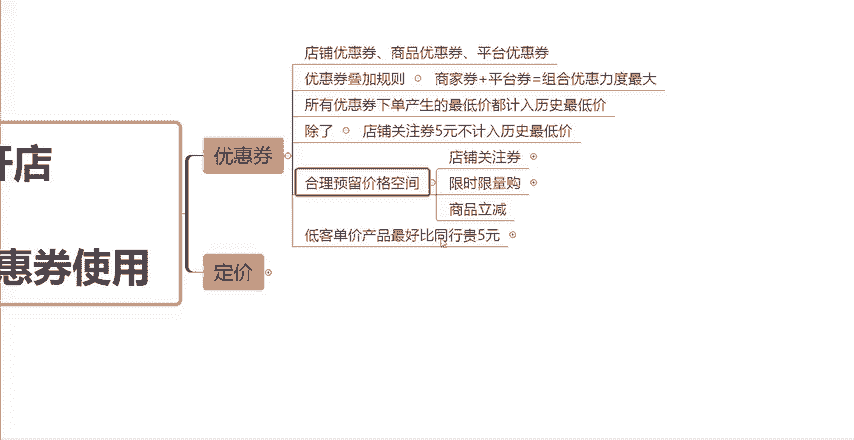 开店
惠券使用
优惠券
店铺优惠券、商品优惠券、平台优惠券
优惠券叠加规则 商家券+平台券=组合优惠力度最大
所有优惠券下单产生的最低价都计入历史最低价
除了 店铺关注券5元不计入历史最低价
合理预留价格空间
店铺关注券
限时限量购
商品立减
低客单价产品最好比同行贵5元
定价